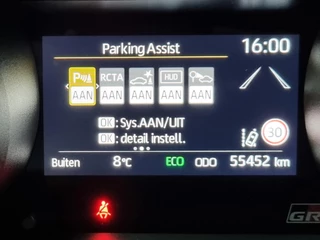 Parking Assist 16:00
P RCTA HUD
AAN AAN AAN AAN AAN
OK: Sys.AAN/UIT
OK: detail instell.
30
Buiten 8°C ECO ODO 55452 km
GR